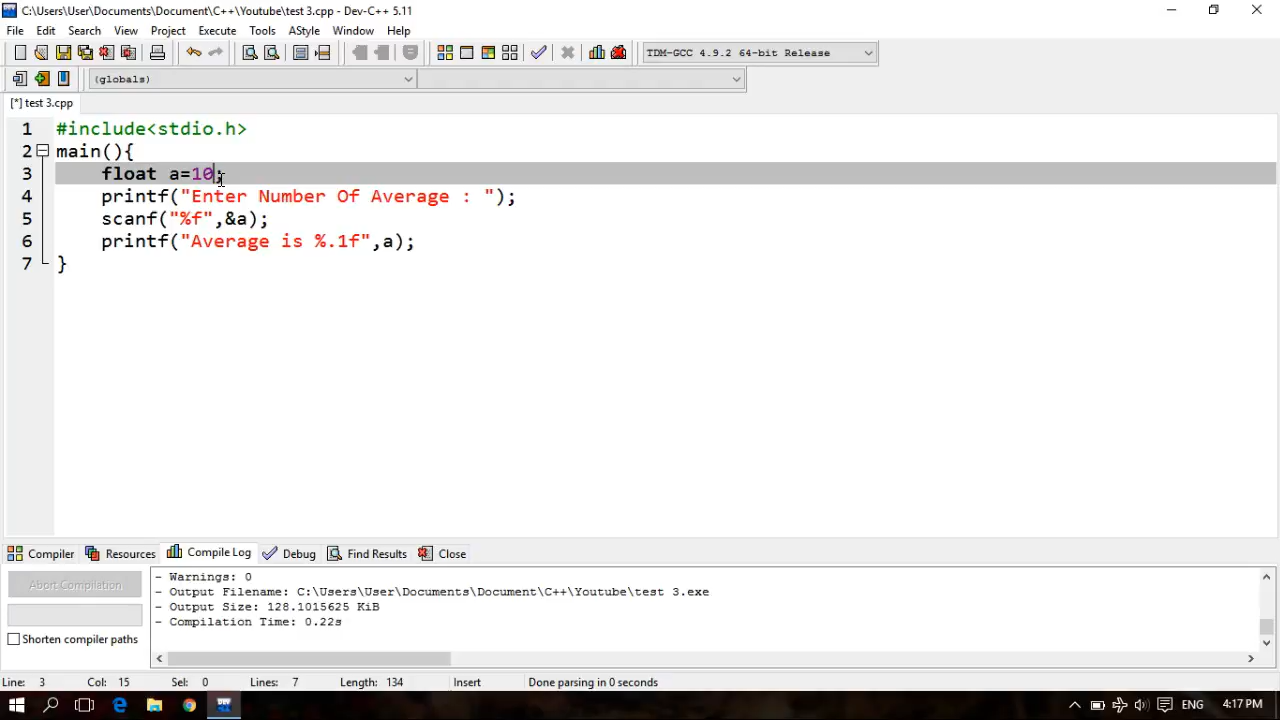 C:\Users\User\Documents\Document\C++\Youtube\test 3.cpp - Dev-C++ 5.11
File Edit Search View Project Execute Tools AStyle Window Help
TDM-GCC 4.9.2 64-bit Release
(globals)
[*] test 3.cpp
1 #include<stdio.h>
2 main(){
3 float a=10;
4 printf("Enter Number Of Average : ");
5 scanf("%f",&a);
6 printf("Average is %.1f",a);
7 }
Compiler Resources Compile Log Debug Find Results Close
Abort Compilation
Shorten compiler paths
- Warnings: 0
- Output Filename: C:\Users\User\Documents\Document\C++\Youtube\test 3.exe
- Output Size: 128.1015625 KiB
- Compilation Time: 0.22s
Line: 3 Col: 15 Sel: 0 Lines: 7 Length: 134 Insert Done parsing in 0 seconds
DEV ENG 4:17 PM